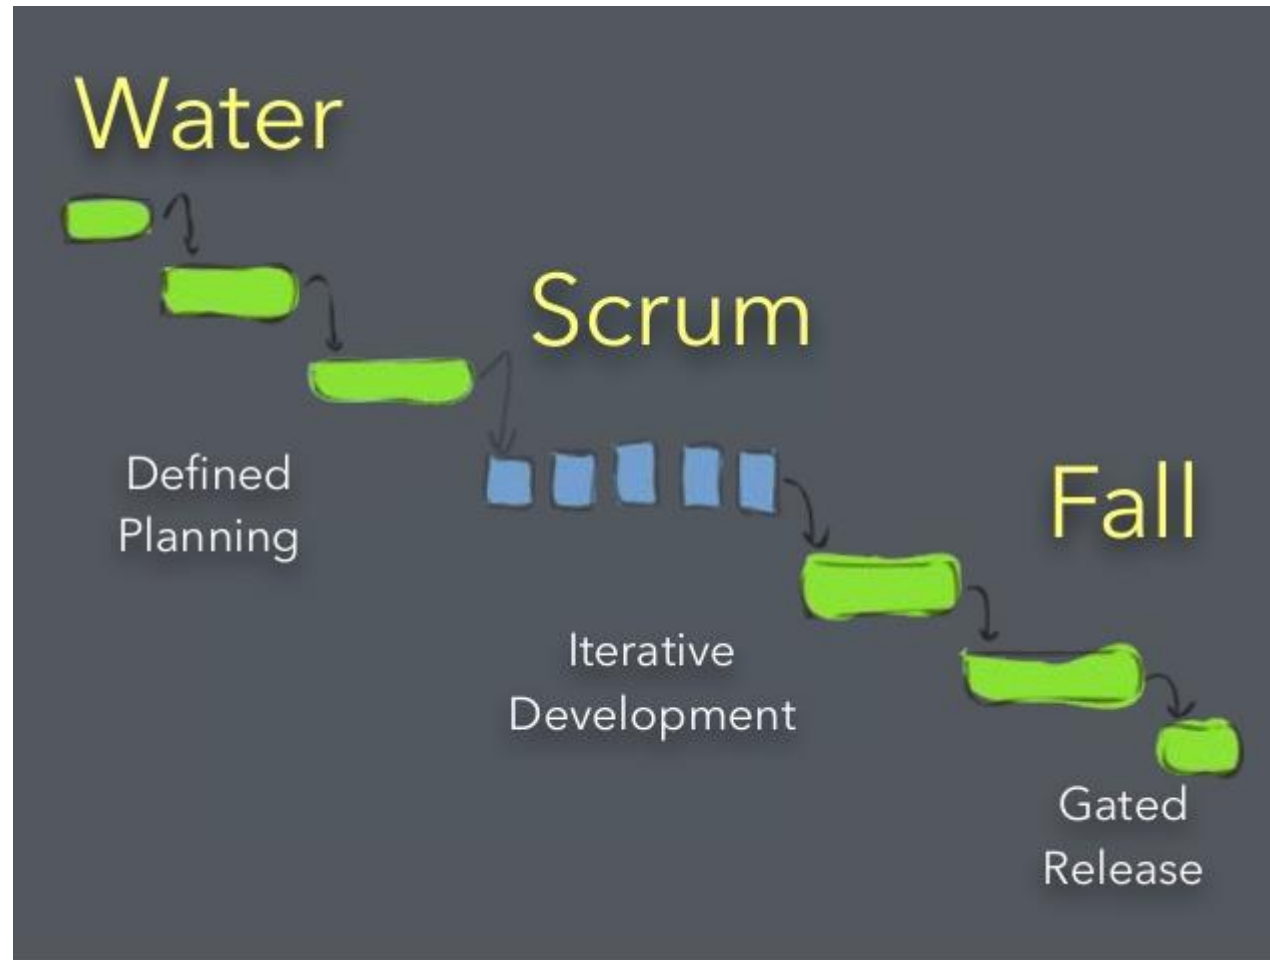 Water
Scrum
Defined
Planning
Fall
Iterative
Development
Gated
Release